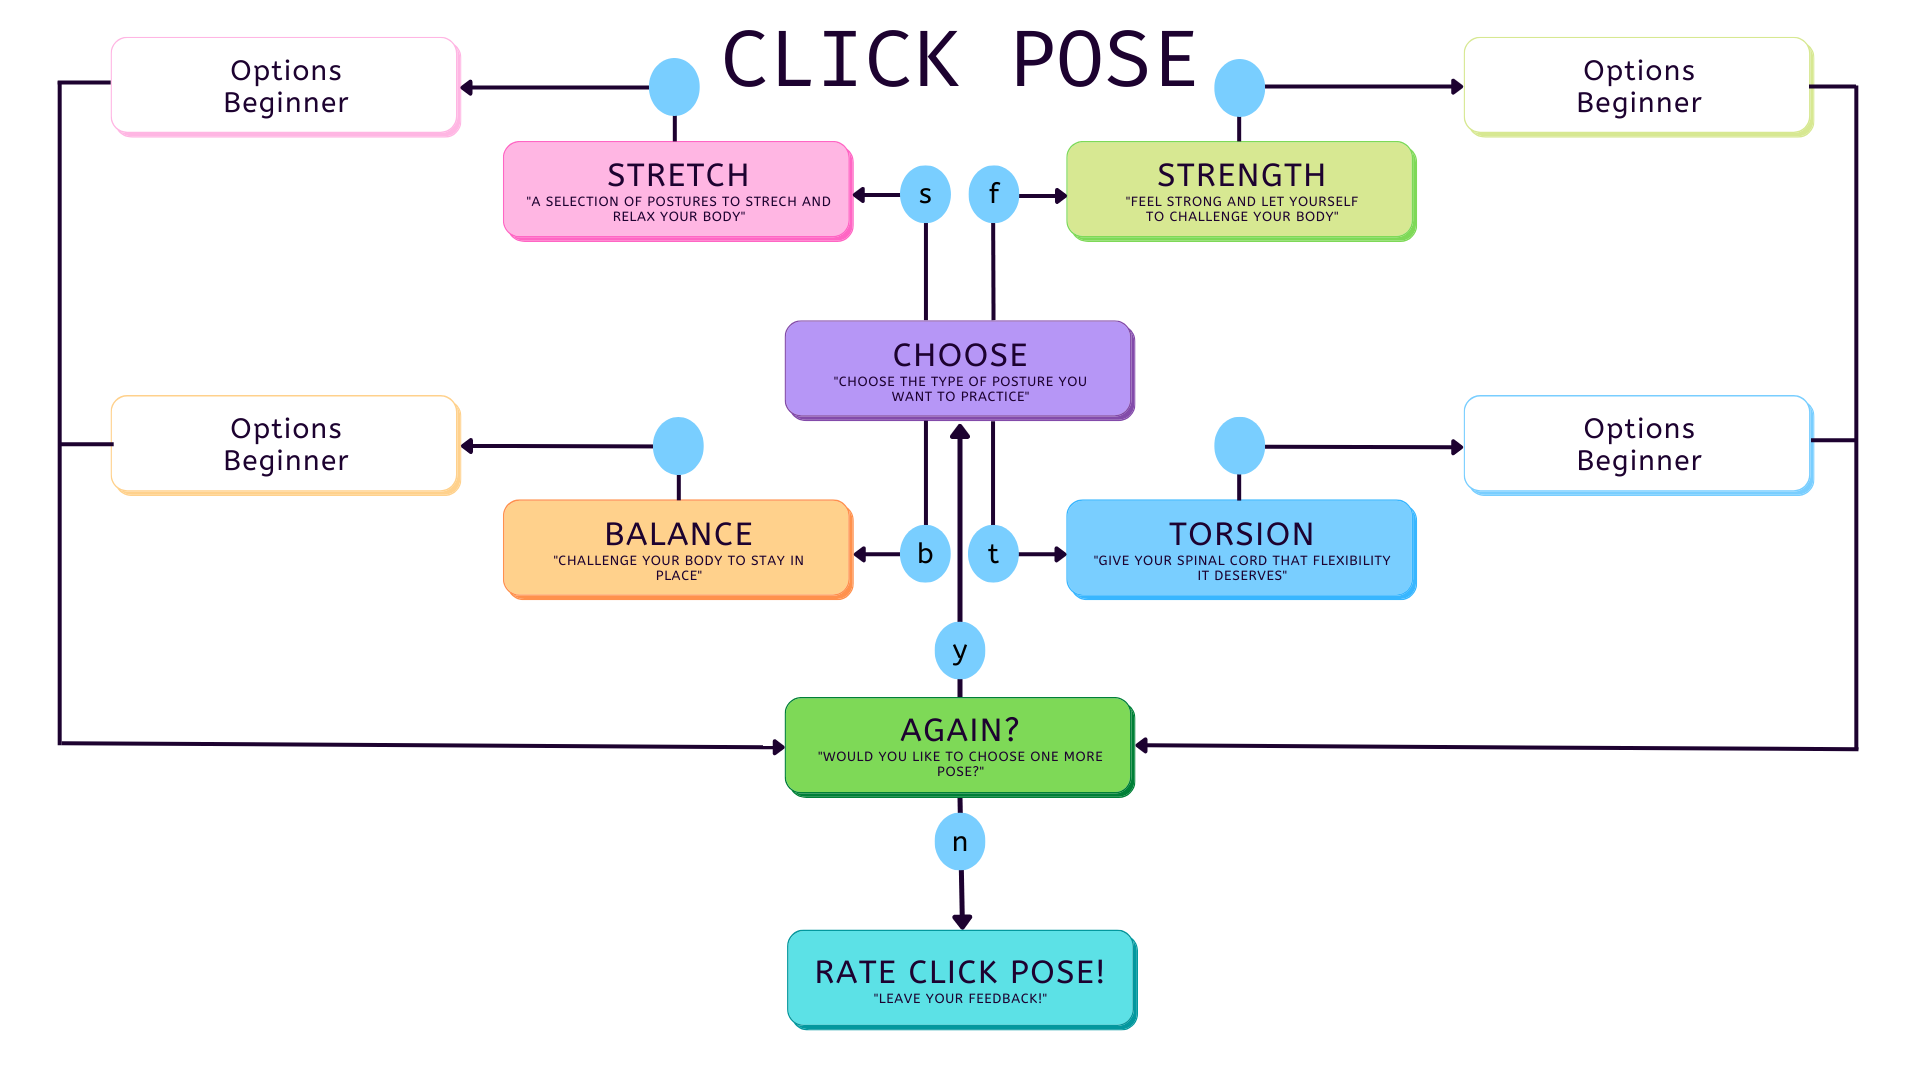 CLICK POSE
Options
Beginner
Options
Beginner
STRETCH
"A SELECTION OF POSTURES TO STRECH AND
RELAX YOUR BODY"
s
f
STRENGTH
"FEEL STRONG AND LET YOURSELF
TO CHALLENGE YOUR BODY"
CHOOSE
"CHOOSE THE TYPE OF POSTURE YOU
WANT TO PRACTICE"
Options
Beginner
Options
Beginner
BALANCE
"CHALLENGE YOUR BODY TO STAY IN
PLACE"
b
t
TORSION
"GIVE YOUR SPINAL CORD THAT FLEXIBILITY
IT DESERVES"
y
AGAIN?
"WOULD YOU LIKE TO CHOOSE ONE MORE
POSE?"
n
RATE CLICK POSE!
"LEAVE YOUR FEEDBACK!"